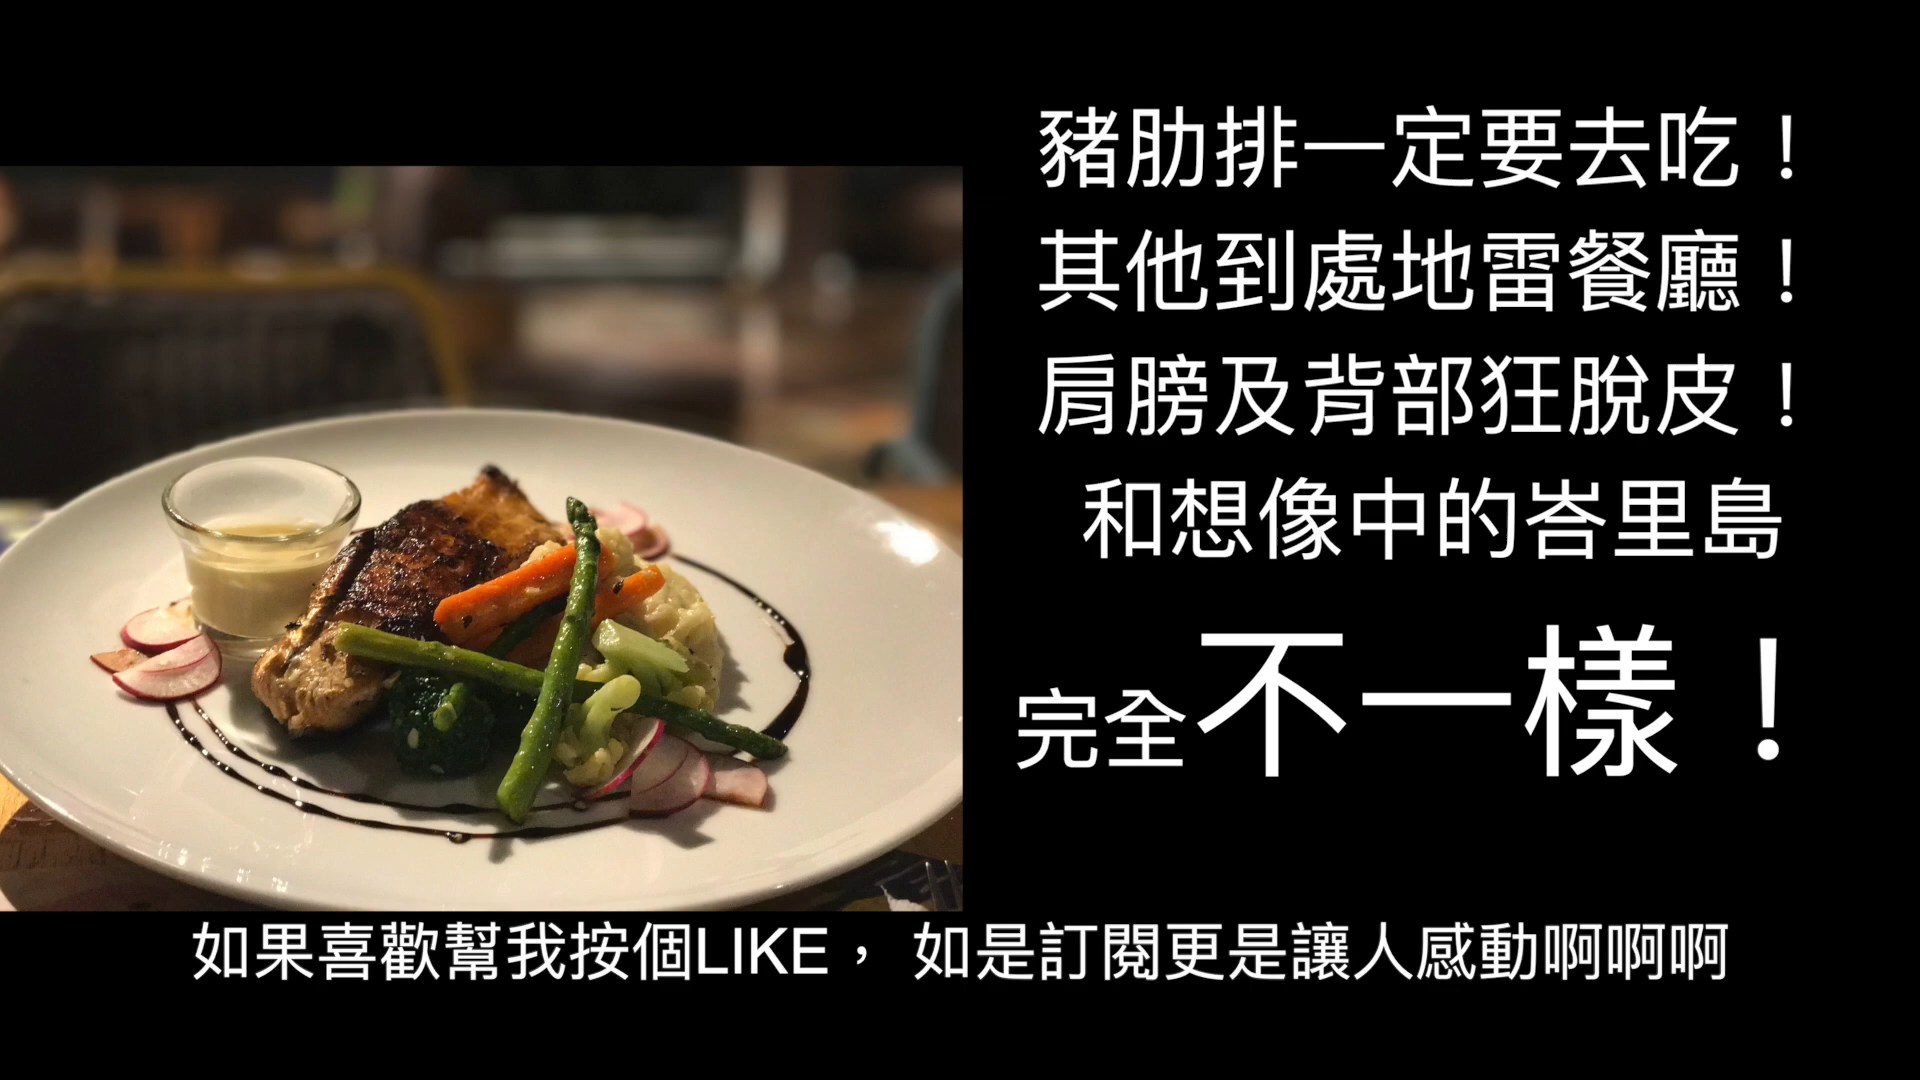 豬肋排一定要去吃！
其他到處地雷餐廳！
肩膀及背部狂脫皮！
和想像中的峇里島
完全不一樣！
如果喜歡幫我按個LIKE， 如是訂閱更是讓人感動啊啊啊